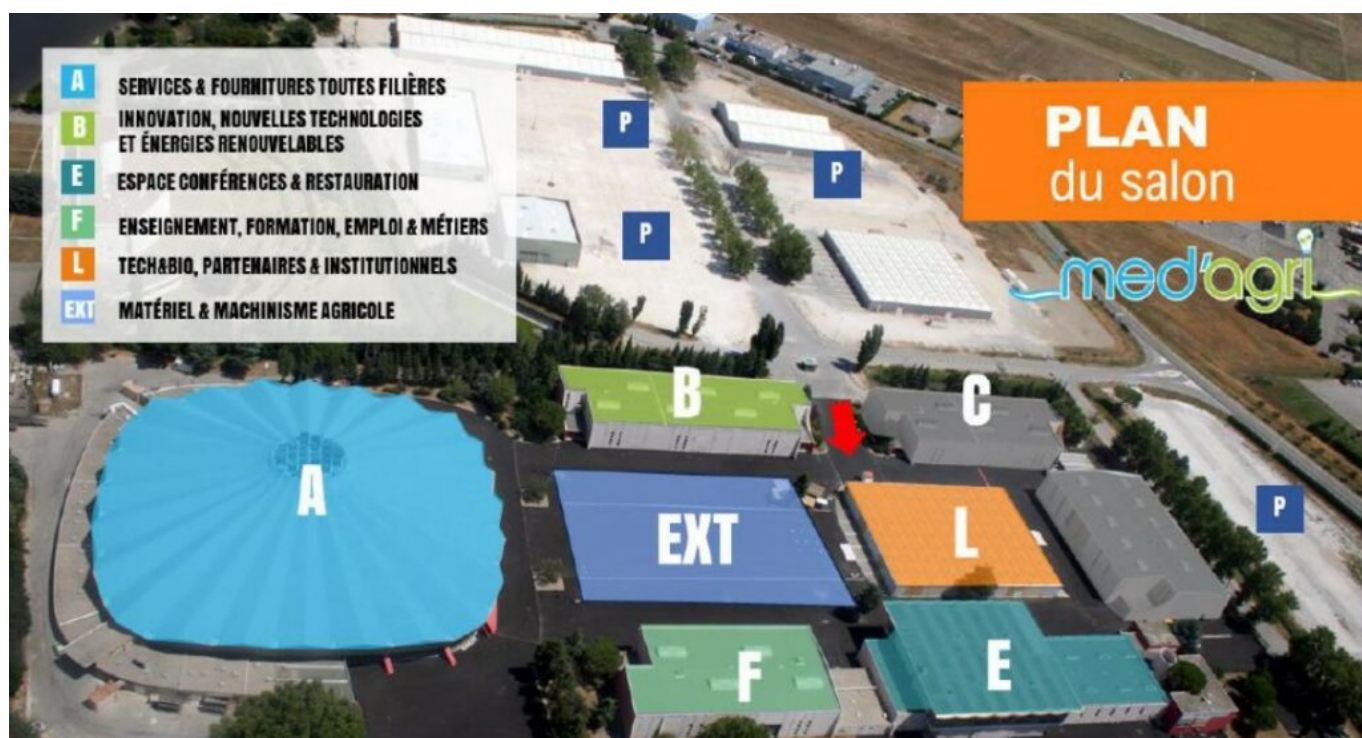 A SERVICES & FOURNITURES TOUTES FILIÈRES
B INNOVATION, NOUVELLES TECHNOLOGIES
ET ÉNERGIES RENOUVELABLES
E ESPACE CONFÉRENCES & RESTAURATION
F ENSEIGNEMENT, FORMATION, EMPLOI & MÉTIERS
L TECH&BIO, PARTENAIRES & INSTITUTIONNELS
EXT MATÉRIEL & MACHINISME AGRICOLE
PLAN
du salon
med'agri
P
P
P
B
C
A
EXT
L
P
F
E